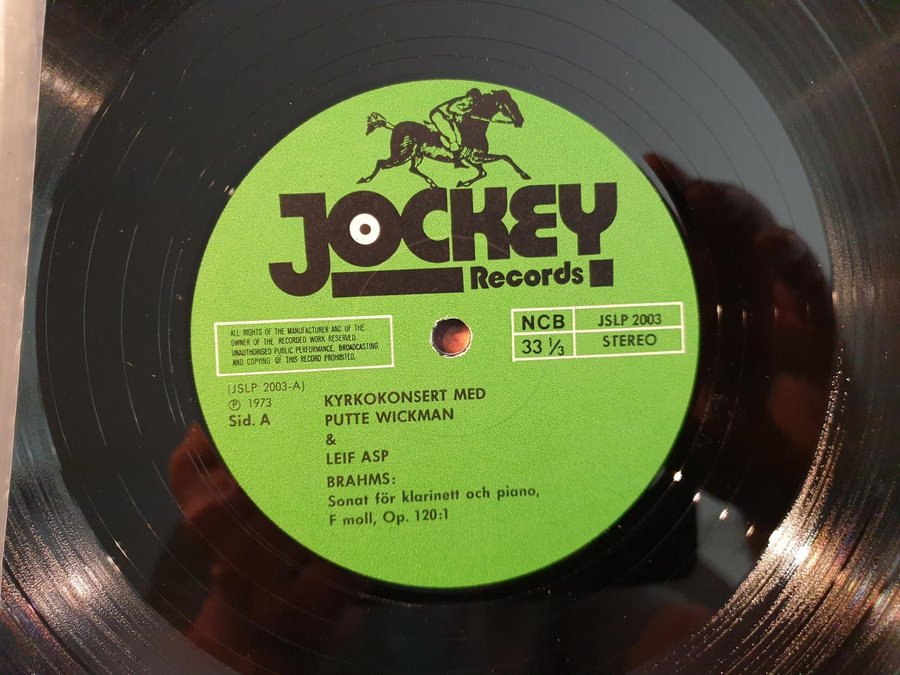 JOCKEY
Records
ALL RIGHTS OF THE MANUFACTURER AND OF THE
OWNER OF THE RECORDED WORK RESERVED.
UNAUTHORISED PUBLIC PERFORMANCE, BROADCASTING
AND COPYING OF THIS RECORD PROHIBITED.
NCB JSLP 2003
33 1/3 STEREO
(JSLP 2003-A)
Ⓟ 1973
Sid. A
KYRKOKONSERT MED
PUTTE WICKMAN
&
LEIF ASP
BRAHMS:
Sonat för klarinett och piano,
F moll, Op. 120:1